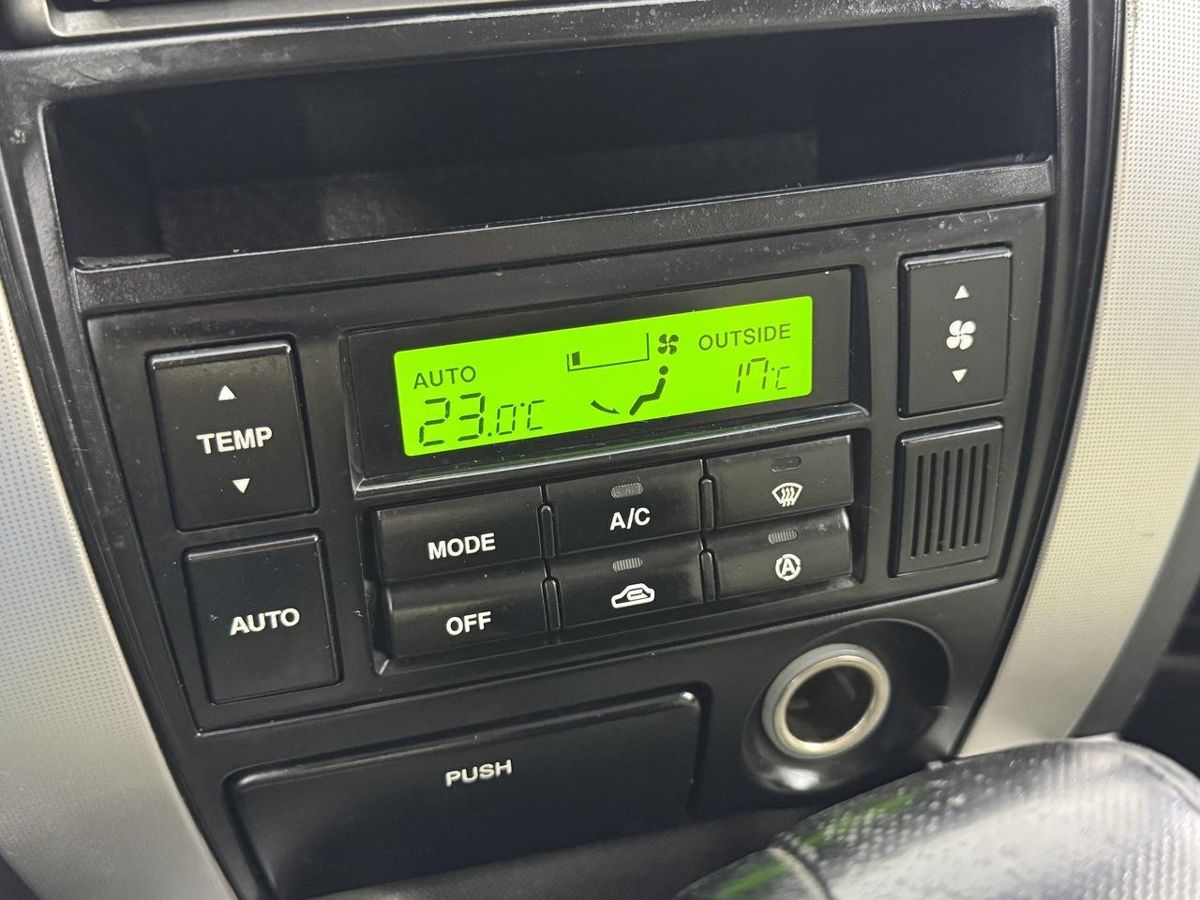 AUTO
OUTSIDE
23.0°C
17°C
TEMP
MODE
A/C
AUTO
OFF
A
PUSH